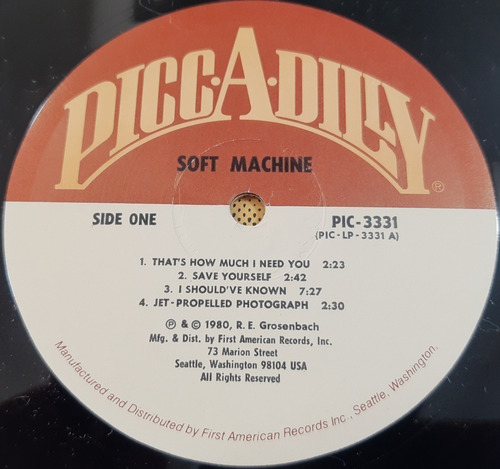 PICC·A·DILLY®
SOFT MACHINE
SIDE ONE
PIC-3331
(PIC-LP-3331 A)
1. THAT'S HOW MUCH I NEED YOU 2:23
2. SAVE YOURSELF 2:42
3. I SHOULD'VE KNOWN 7:27
4. JET-PROPELLED PHOTOGRAPH 2:30
℗ & © 1980, R. E. Grosenbach
Mfg. & Dist. by First American Records, Inc.
73 Marion Street
Seattle, Washington 98104 USA
All Rights Reserved
Manufactured and Distributed by First American Records Inc., Seattle, Washington.